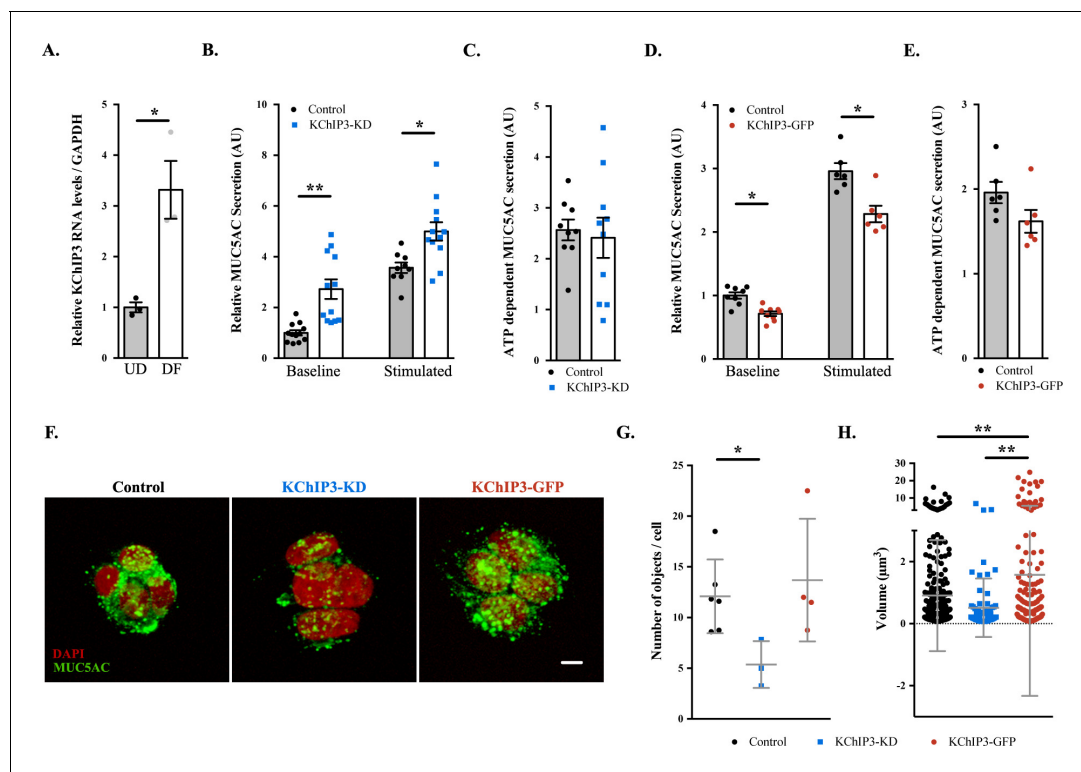 A.
Relative KChIP3 RNA levels / GAPDH
5
4
3
2
1
0
*
UD DF
B.
Relative MUC5AC Secretion (AU)
10
8
6
4
2
0
Control
KChIP3-KD
**
*
Baseline Stimulated
C.
ATP dependent MUC5AC secretion (AU)
5
4
3
2
1
0
Control
KChIP3-KD
D.
Relative MUC5AC Secretion (AU)
4
3
2
1
0
Control
KChIP3-GFP
*
*
Baseline Stimulated
E.
ATP dependent MUC5AC secretion (AU)
3
2
1
0
Control
KChIP3-GFP
F.
Control KChIP3-KD KChIP3-GFP
DAPI
MUC5AC
G.
Number of objects / cell
25
20
15
10
5
0
*
H.
Volume (μm³)
30
20
10
2
0
-2
**
**
Control KChIP3-KD KChIP3-GFP